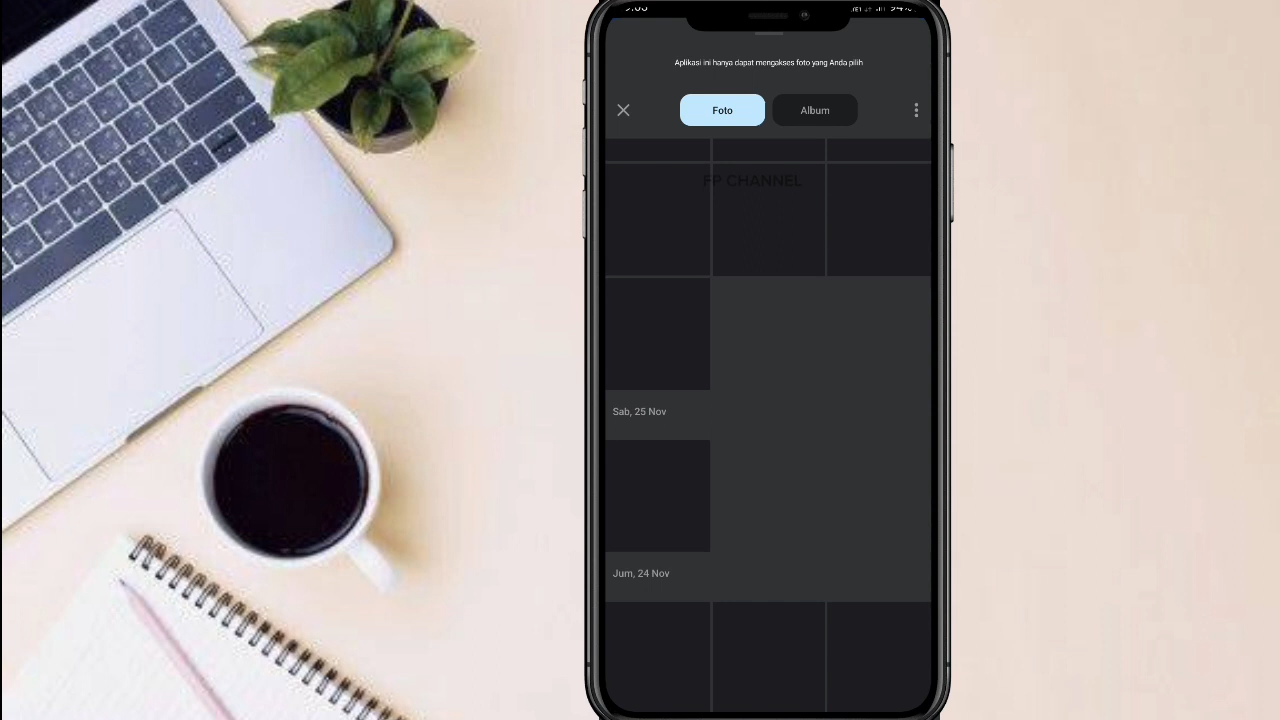 94%
Aplikasi ini hanya dapat mengakses foto yang Anda pilih
Foto
Album
FP CHANNEL
Sab, 25 Nov
Jum, 24 Nov